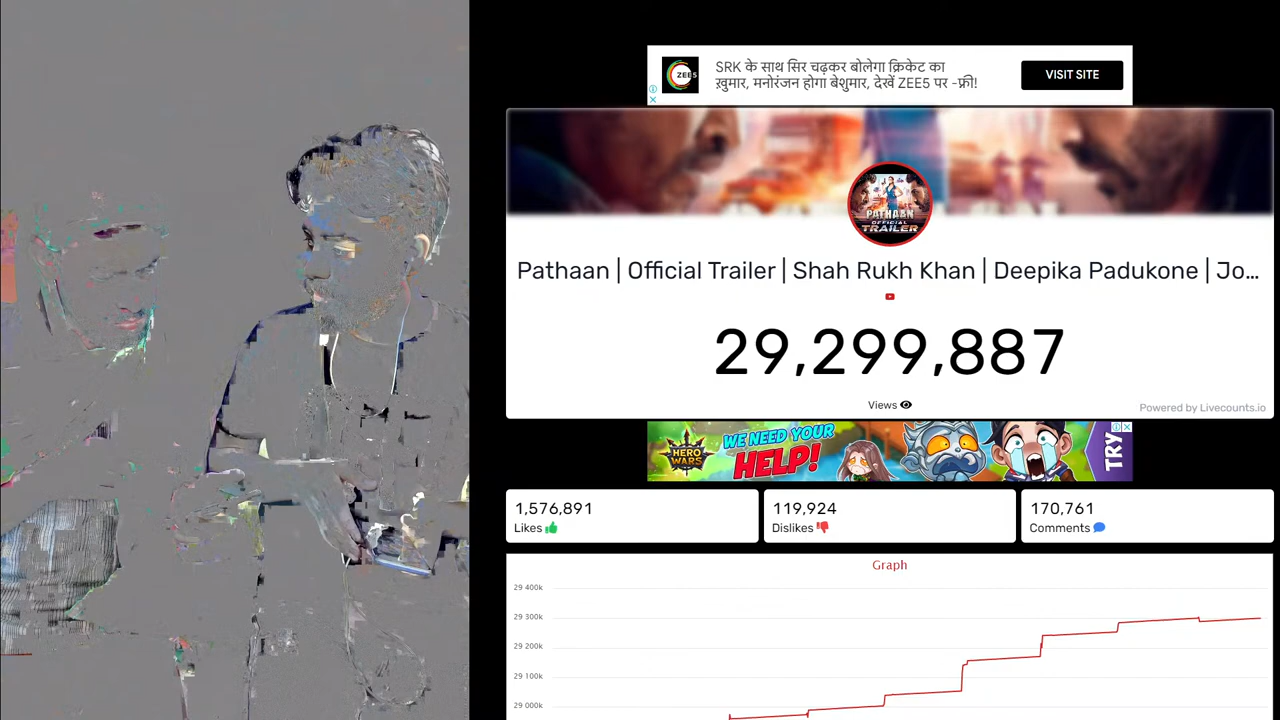 ZEE5
SRK के साथ सिर चढ़कर बोलेगा क्रिकेट का
ख़ुमार, मनोरंजन होगा बेशुमार, देखें ZEE5 पर -फ्री!
VISIT SITE
PATHAAN
OFFICIAL
TRAILER
Pathaan | Official Trailer | Shah Rukh Khan | Deepika Padukone | Jo...
29,299,887
Views
Powered by Livecounts.io
HERO
WARS
WE NEED YOUR
HELP!
TRY
1,576,891
Likes
119,924
Dislikes
170,761
Comments
Graph
29 400k
29 300k
29 200k
29 100k
29 000k